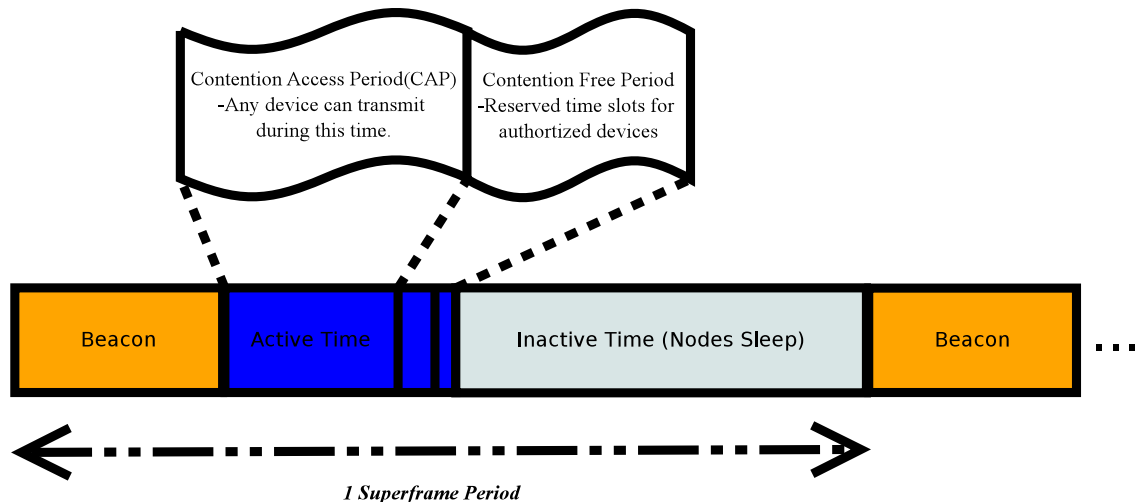 Contention Access Period(CAP)
-Any device can transmit
during this time.
Contention Free Period
-Reserved time slots for
authortized devices
Beacon
Active Time
Inactive Time (Nodes Sleep)
Beacon
1 Superframe Period